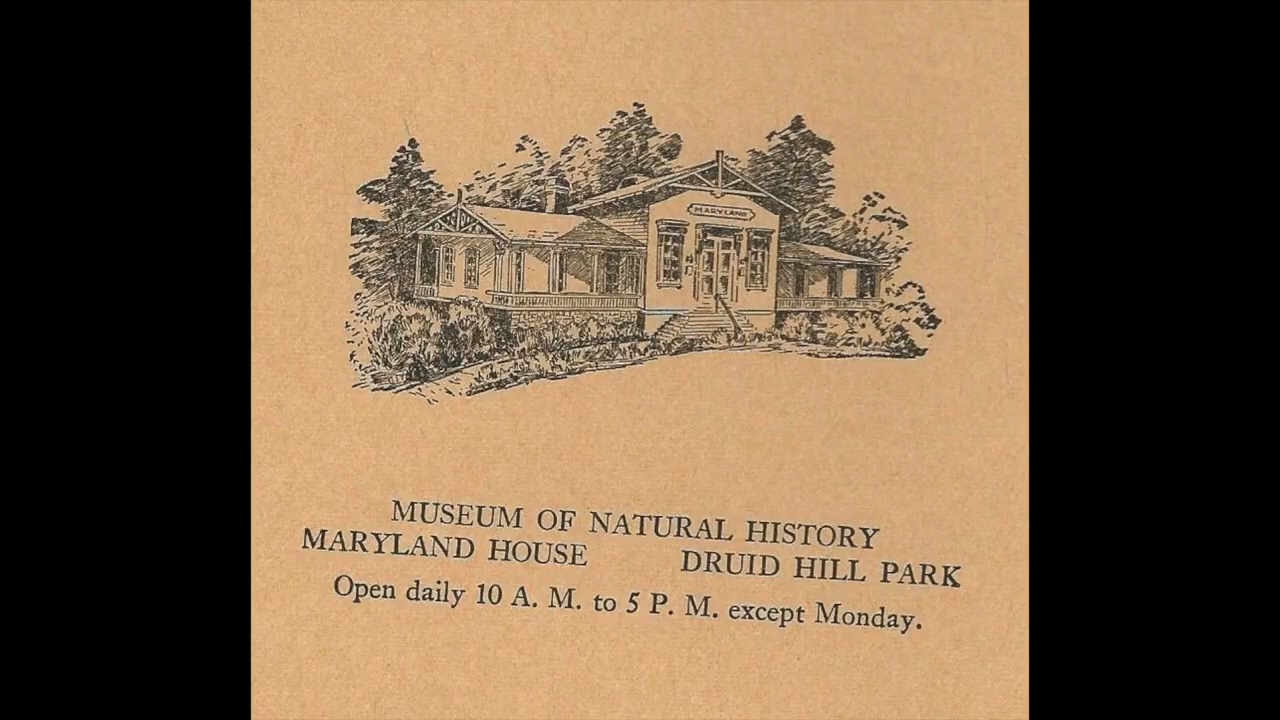 MARYLAND
MUSEUM OF NATURAL HISTORY
MARYLAND HOUSE DRUID HILL PARK
Open daily 10 A. M. to 5 P. M. except Monday.